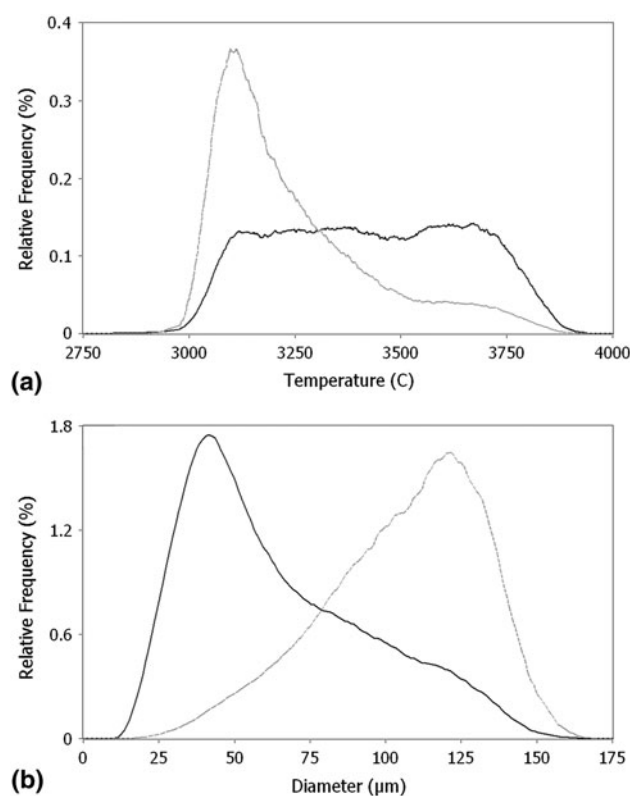 0.4
0.3
0.2
0.1
0
Relative Frequency (%)
2750 3000 3250 3500 3750 4000
(a) Temperature (C)
1.8
1.2
0.6
0
Relative Frequency (%)
0 25 50 75 100 125 150 175
(b) Diameter (µm)